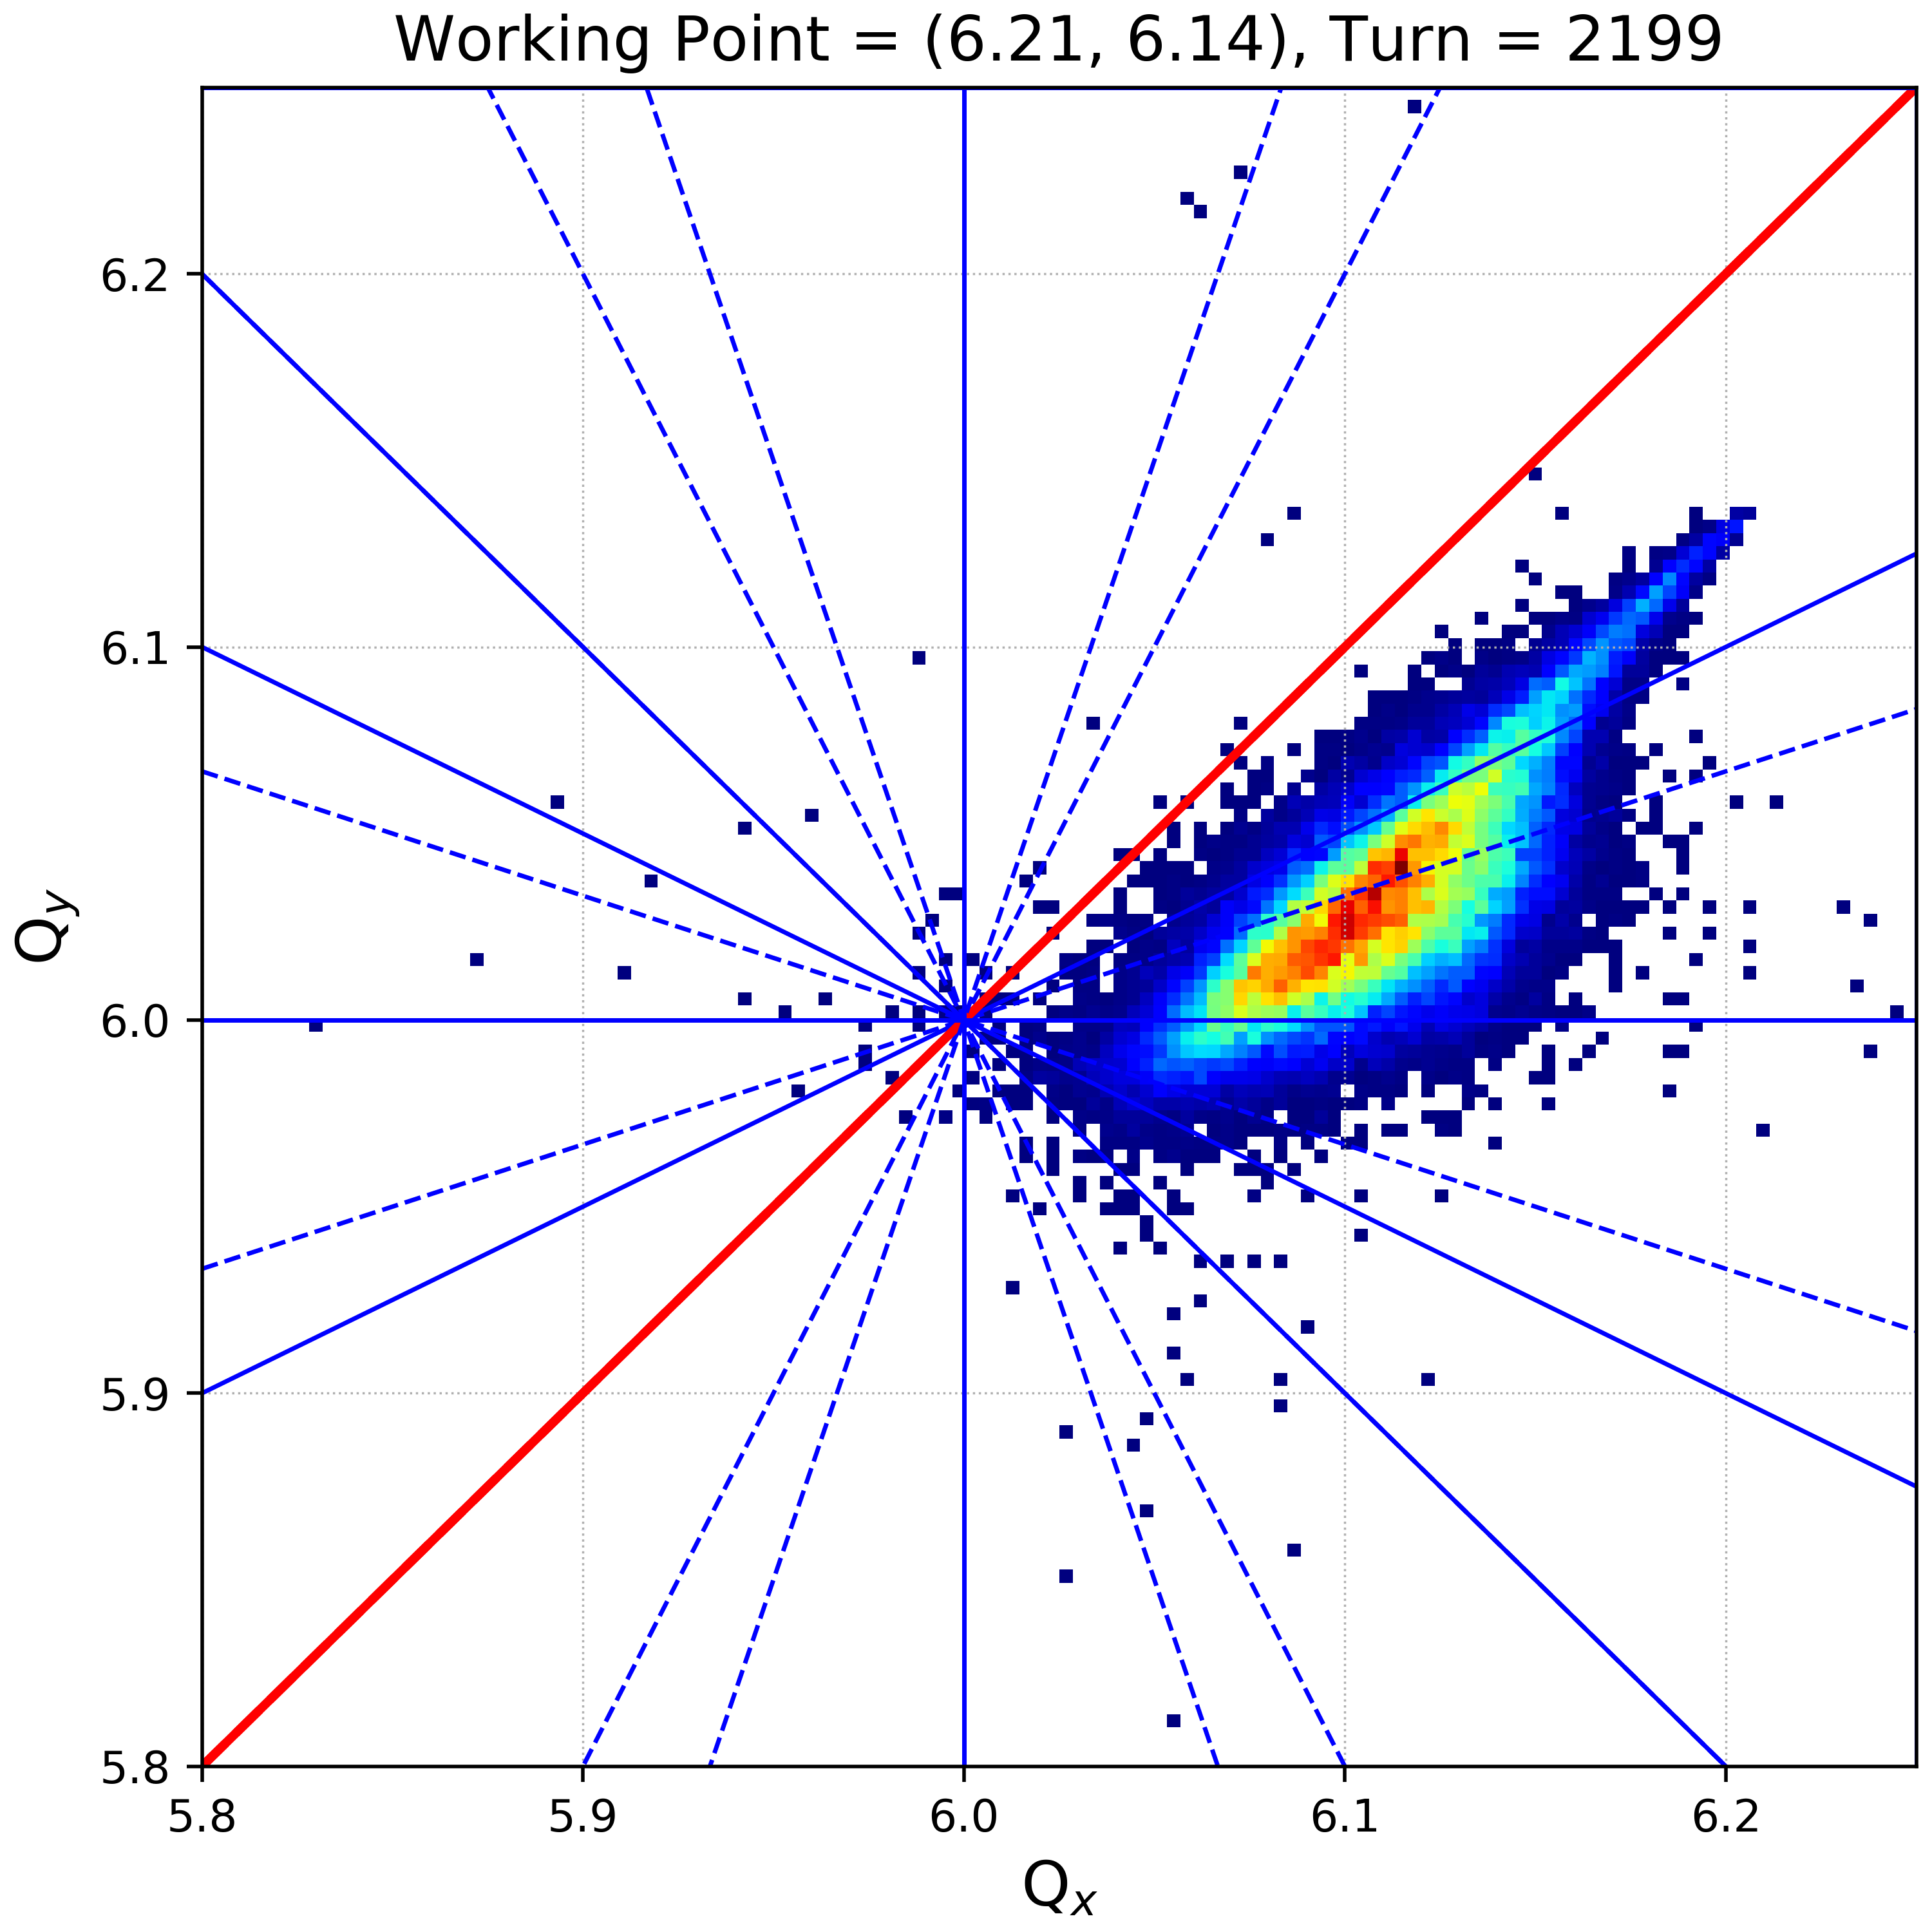 Working Point = (6.21, 6.14), Turn = 2199
6.2
6.1
Qy
6.0
5.9
5.8
5.8 5.9 6.0 6.1 6.2
Qx